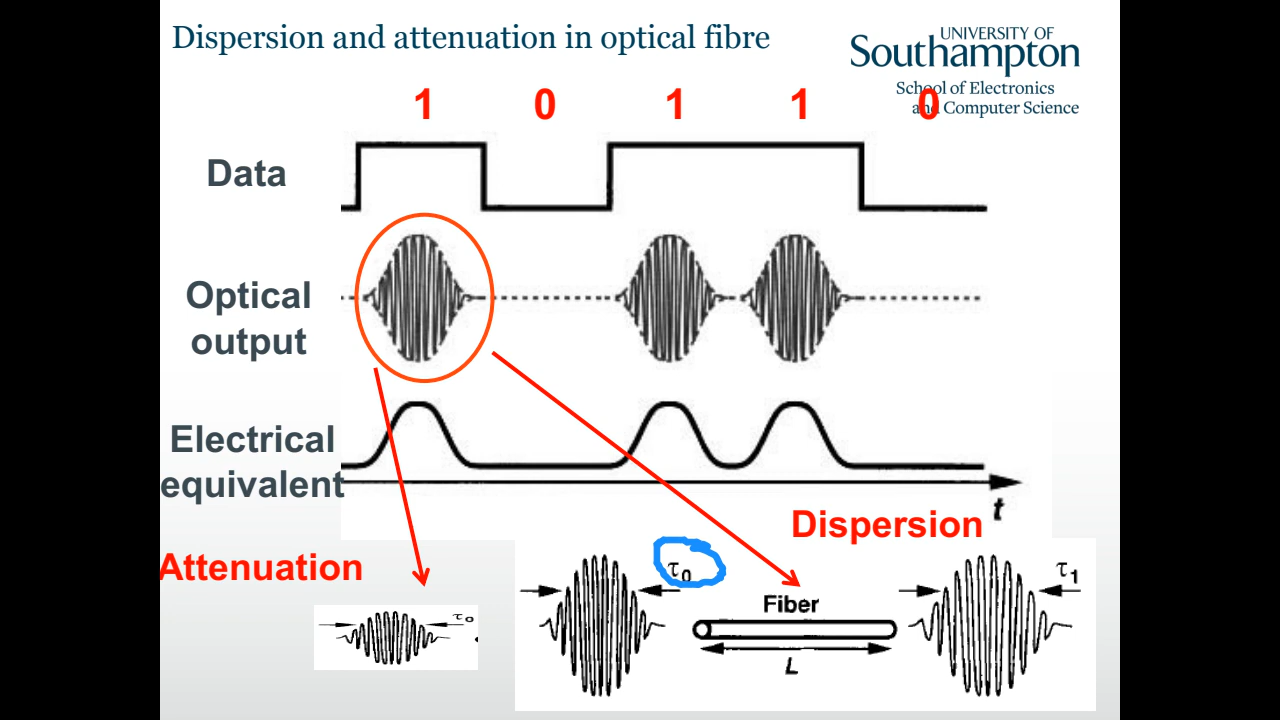 Dispersion and attenuation in optical fibre
UNIVERSITY OF
Southampton
School of Electronics
and Computer Science
1 0 1 1 0
Data
Optical
output
Electrical
equivalent
t
Dispersion
Attenuation
τ₀
τ₀
Fiber
L
τ₁